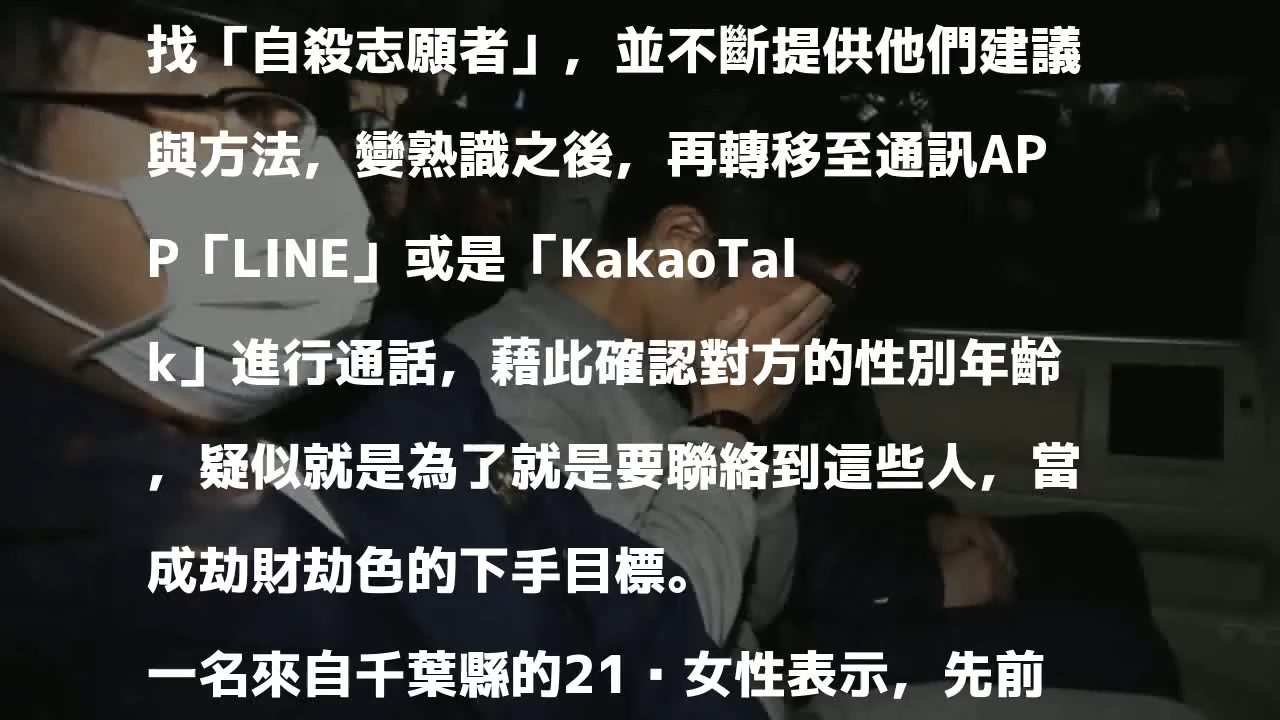 找「自殺志願者」，並不斷提供他們建議
與方法，變熟識之後，再轉移至通訊AP
P「LINE」或是「KakaoTal
k」進行通話，藉此確認對方的性別年齡
，疑似就是為了就是要聯絡到這些人，當
成劫財劫色的下手目標。
一名來自千葉縣的21・女性表示，先前